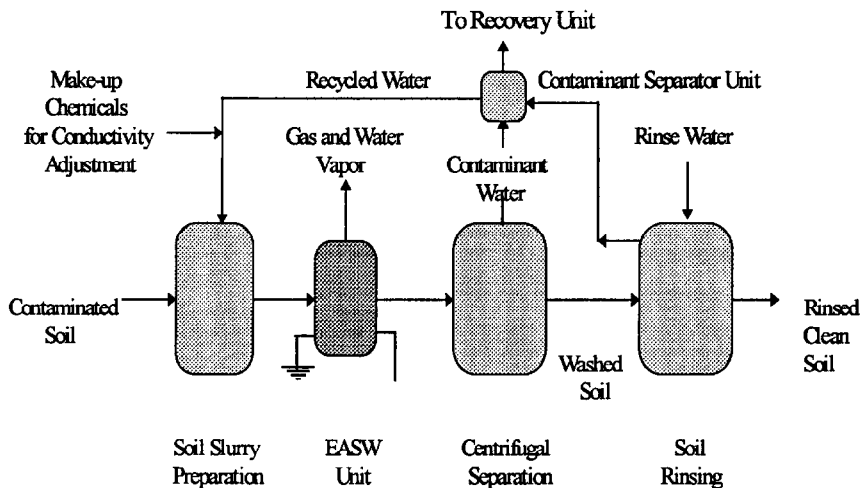 To Recovery Unit
Make-up
Chemicals
for Conductivity
Adjustment
Recycled Water
Contaminant Separator Unit
Gas and Water
Vapor
Contaminant
Water
Rinse Water
Contaminated
Soil
Washed
Soil
Rinsed
Clean
Soil
Soil Slurry
Preparation
EASW
Unit
Centrifugal
Separation
Soil
Rinsing